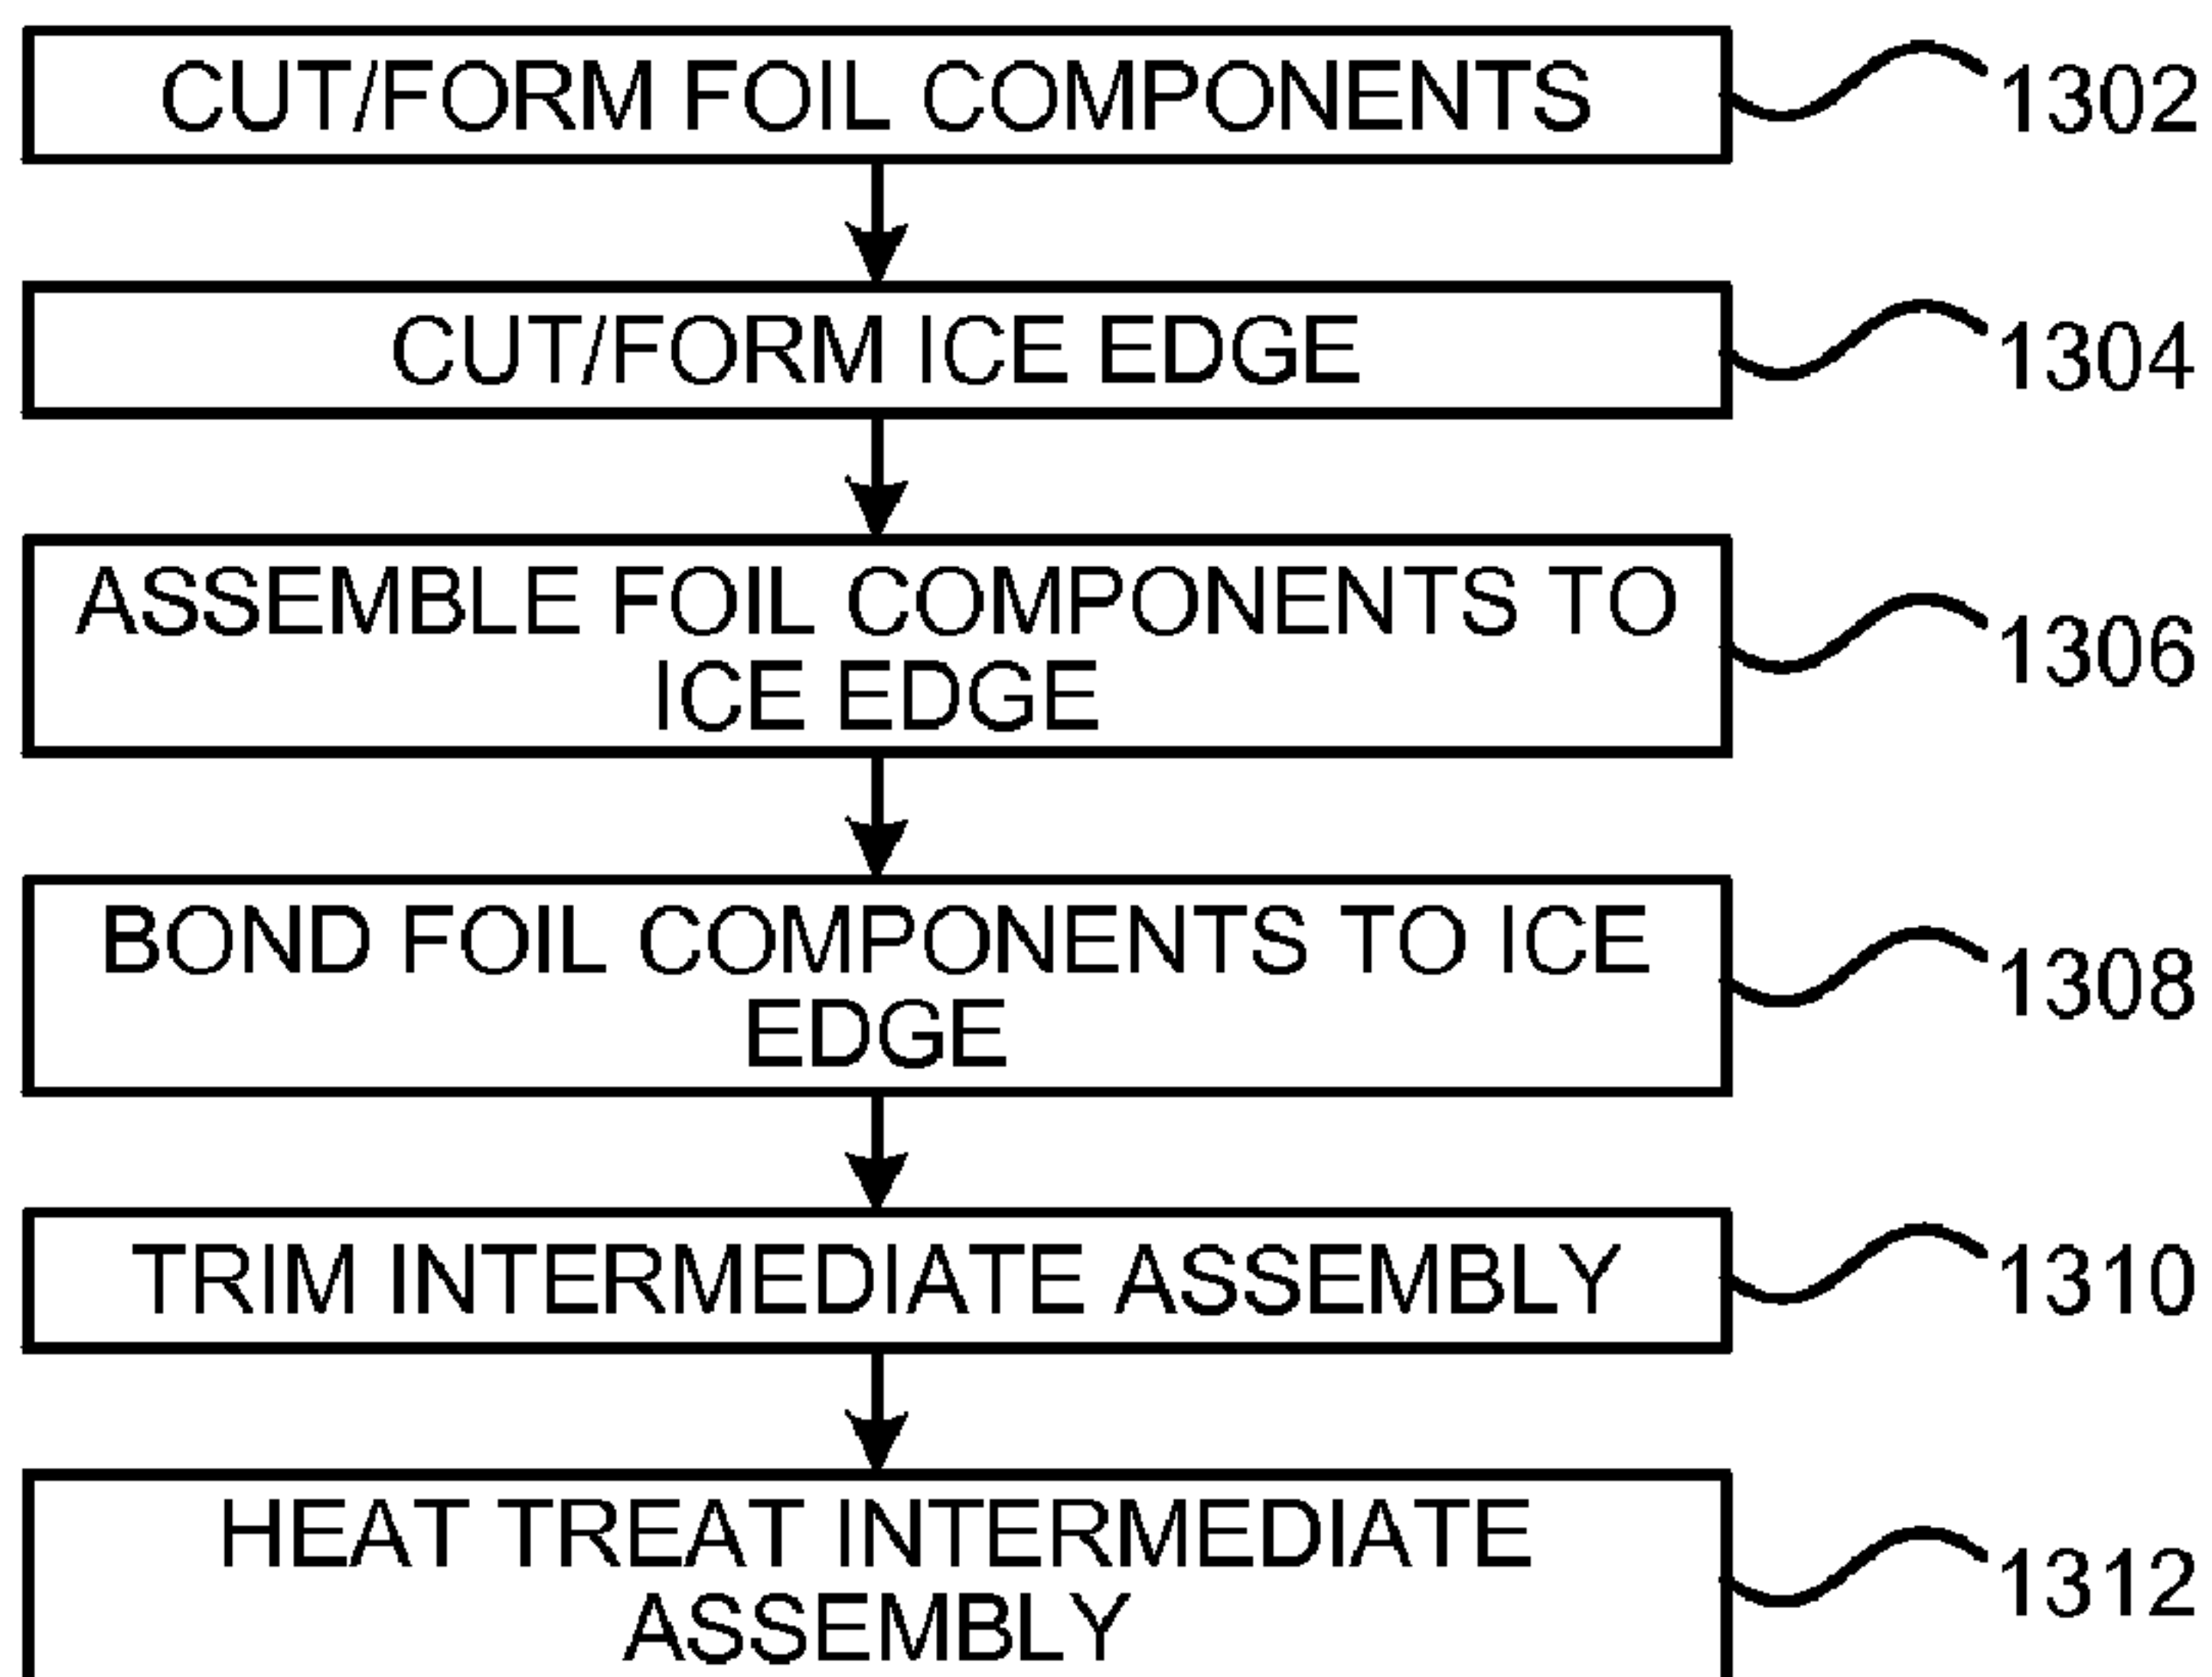 CUT/FORM FOIL COMPONENTS
1302
CUT/FORM ICE EDGE
1304
ASSEMBLE FOIL COMPONENTS TO
ICE EDGE
1306
BOND FOIL COMPONENTS TO ICE
EDGE
1308
TRIM INTERMEDIATE ASSEMBLY
1310
HEAT TREAT INTERMEDIATE
ASSEMBLY
1312